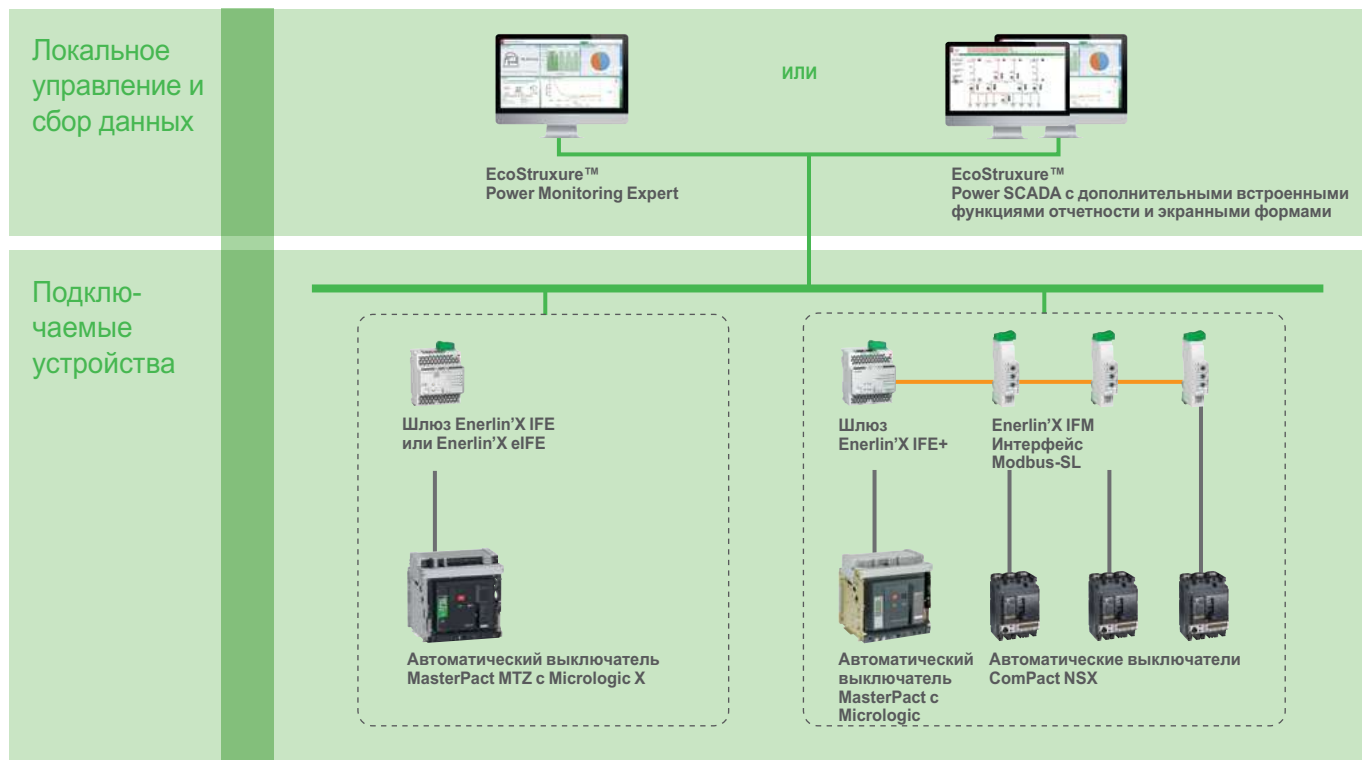 Локальное
управление и
сбор данных
или
EcoStruxure™
Power Monitoring Expert
EcoStruxure™
Power SCADA с дополнительными встроенными
функциями отчетности и экранными формами
Подклю-
чаемые
устройства
Шлюз Enerlin’X IFE
или Enerlin’X eIFE
Автоматический выключатель
MasterPact MTZ с Micrologic X
Шлюз
Enerlin’X IFE+
Enerlin’X IFM
Интерфейс
Modbus-SL
Автоматический
выключатель
MasterPact с
Micrologic
Автоматические выключатели
ComPact NSX